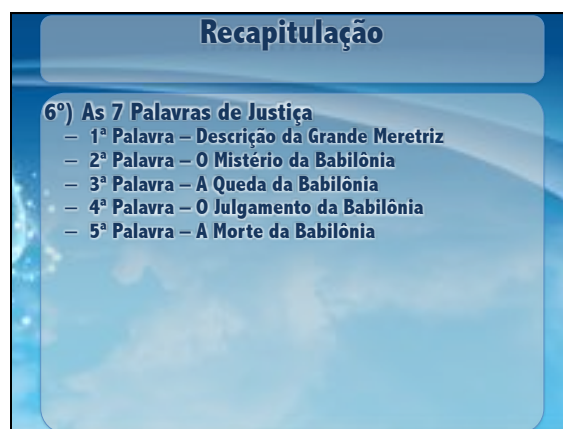 Recapitulação
6º) As 7 Palavras de Justiça
– 1ª Palavra – Descrição da Grande Meretriz
– 2ª Palavra – O Mistério da Babilônia
– 3ª Palavra – A Queda da Babilônia
– 4ª Palavra – O Julgamento da Babilônia
– 5ª Palavra – A Morte da Babilônia